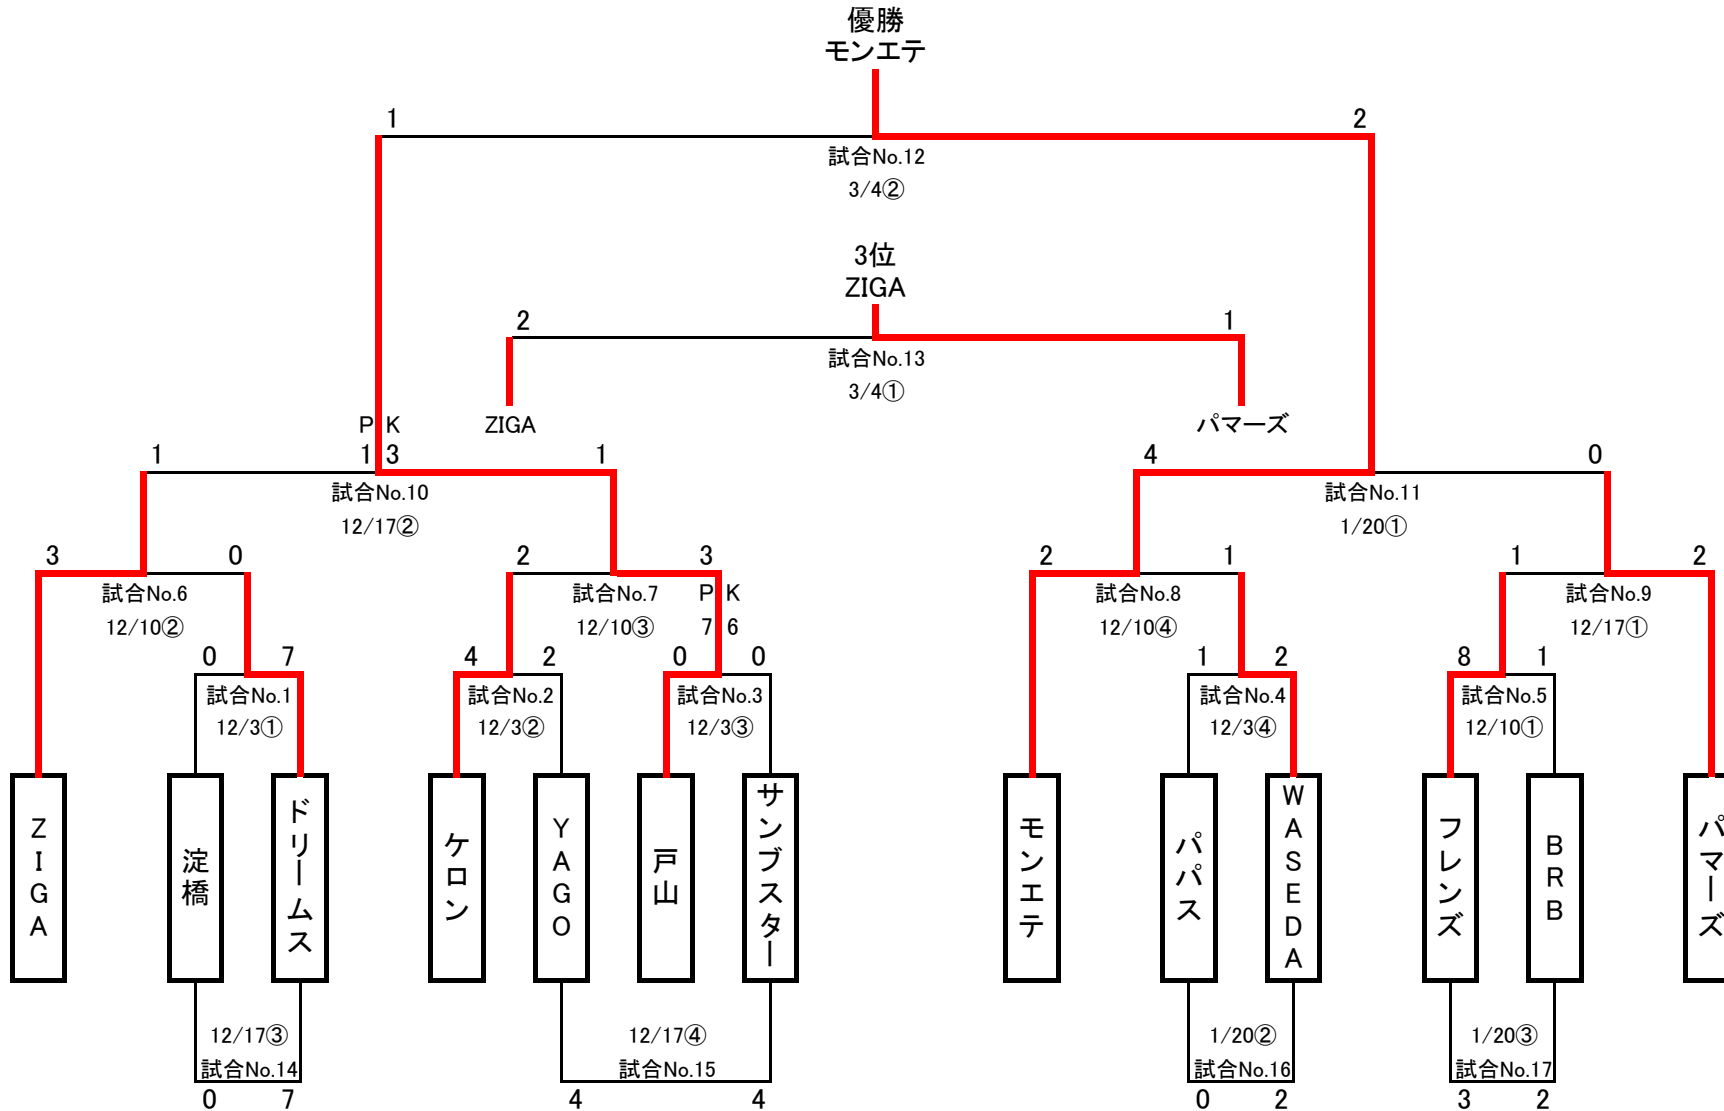 優勝
モンエテ
1 2
試合No.12
3/4②
3位
ZIGA
2 1
試合No.13
3/4①
ZIGA パマーズ
P K
1 1 3 1 4 0
試合No.10 試合No.11
12/17② 1/20①
3 0 2 3 2 1 1 2
試合No.6 試合No.7 P K 試合No.8 試合No.9
12/10② 12/10③ 7 6 12/10④ 12/17①
0 7 4 2 0 0 1 2 8 1
試合No.1 試合No.2 試合No.3 試合No.4 試合No.5
12/3① 12/3② 12/3③ 12/3④ 12/10①
ZIGA
淀橋
ドリームス
ケロン
YAGO
戸山
サンブスター
モンエテ
パパス
WASEDA
フレンズ
BRB
パマーズ
12/17③ 12/17④ 1/20② 1/20③
試合No.14 試合No.15 試合No.16 試合No.17
0 7 4 4 0 2 3 2